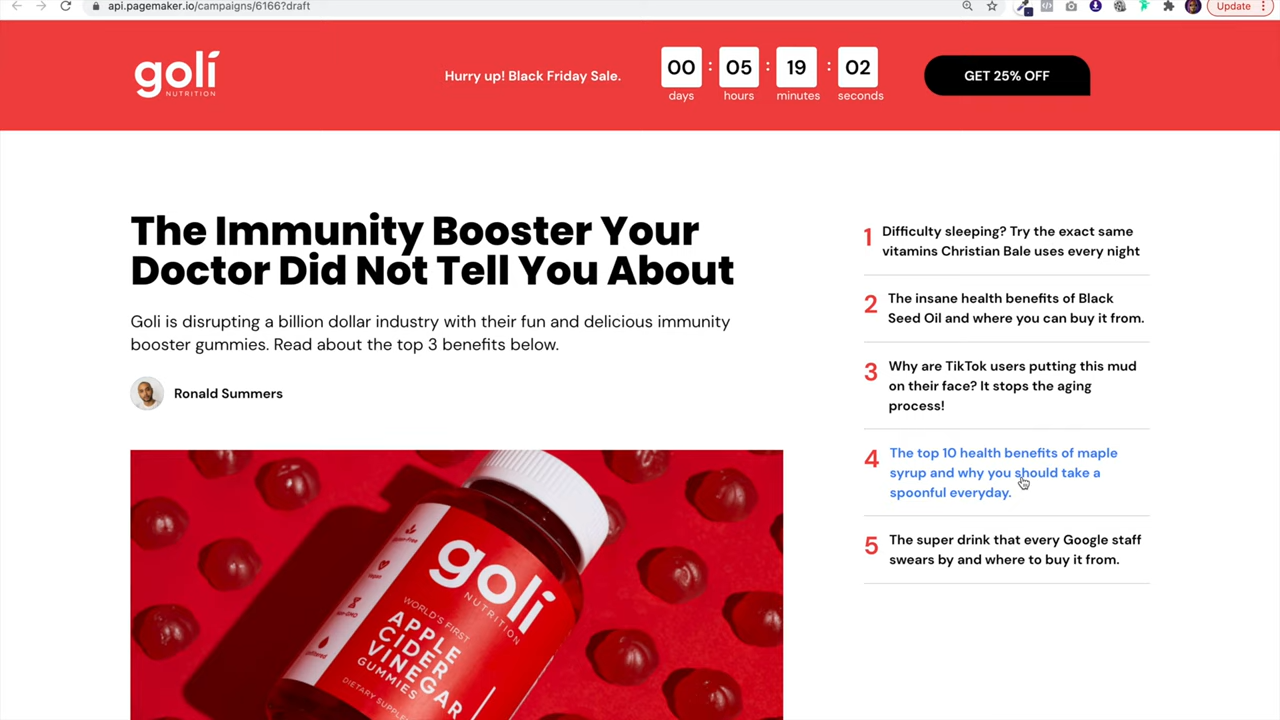 api.pagemaker.io/campaigns/6166?draft
Update
goli
NUTRITION
Hurry up! Black Friday Sale.
00 : 05 : 19 : 02
days hours minutes seconds
GET 25% OFF
The Immunity Booster Your
Doctor Did Not Tell You About
Goli is disrupting a billion dollar industry with their fun and delicious immunity
booster gummies. Read about the top 3 benefits below.
Ronald Summers
1 Difficulty sleeping? Try the exact same
vitamins Christian Bale uses every night
2 The insane health benefits of Black
Seed Oil and where you can buy it from.
3 Why are TikTok users putting this mud
on their face? It stops the aging
process!
4 The top 10 health benefits of maple
syrup and why you should take a
spoonful everyday.
5 The super drink that every Google staff
swears by and where to buy it from.
goli
NUTRITION
WORLD'S FIRST
APPLE
CIDER
VINEGAR
GUMMIES
Gluten-Free
Vegan
Non-GMO